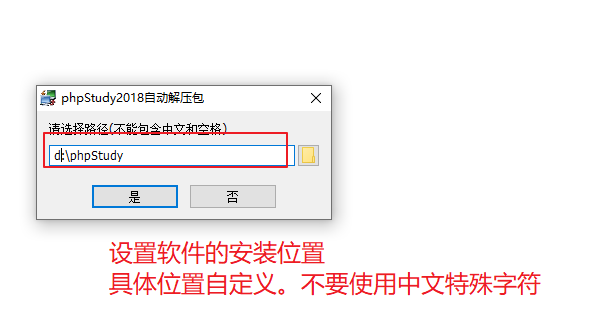 phpStudy2018自动解压包
请选择路径(不能包含中文和空格)
d:\phpStudy
是 否
设置软件的安装位置
具体位置自定义。不要使用中文特殊字符